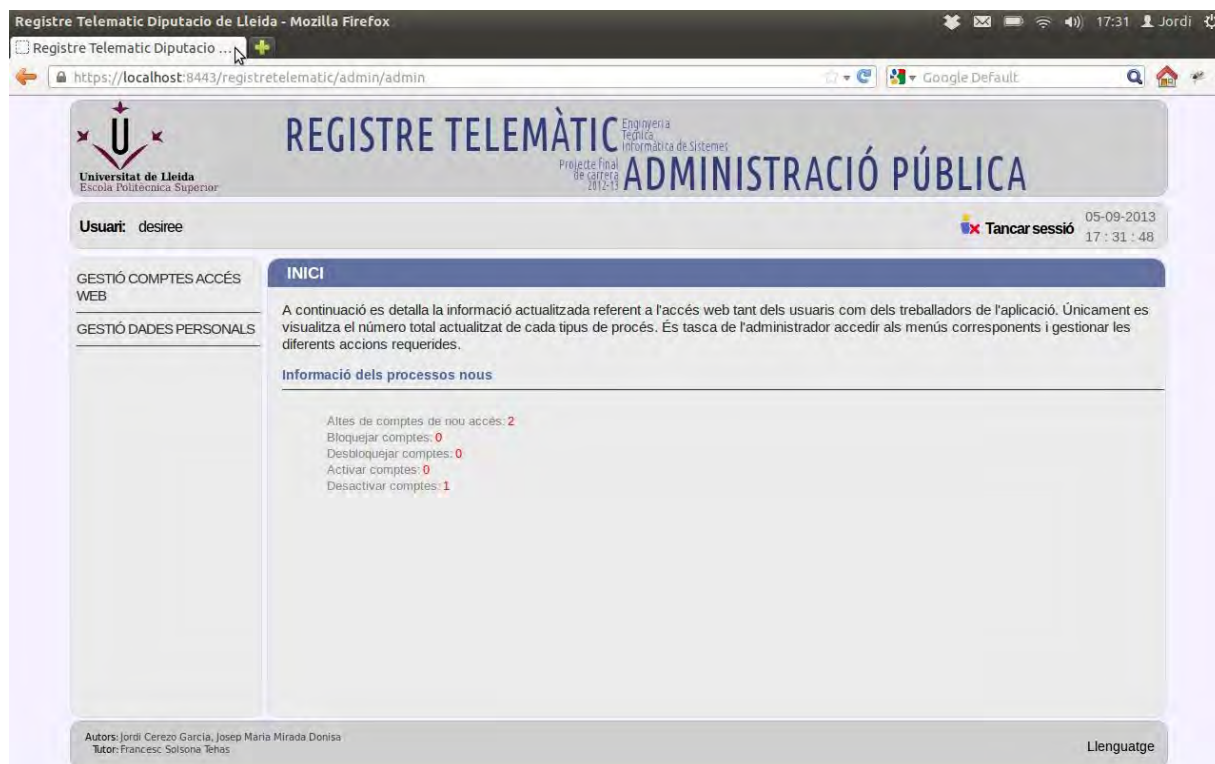 Registre Telematic Diputacio de Lleida - Mozilla Firefox
17:31 Jordi
Registre Telematic Diputacio ...
https://localhost:8443/registretelematic/admin/admin
Google Default
Universitat de Lleida
Escola Politècnica Superior
REGISTRE TELEMÀTIC
Enginyeria
Tècnica
Informàtica de Sistemes
Projecte final
de carrera
2012-13
ADMINISTRACIÓ PÚBLICA
Usuari: desiree
Tancar sessió
05-09-2013
17 : 31 : 48
GESTIÓ COMPTES ACCÉS
WEB
GESTIÓ DADES PERSONALS
INICI
A continuació es detalla la informació actualitzada referent a l'accés web tant dels usuaris com dels treballadors de l'aplicació. Únicament es
visualitza el número total actualitzat de cada tipus de procés. És tasca de l'administrador accedir als menús corresponents i gestionar les
diferents accions requerides.
Informació dels processos nous
Altes de comptes de nou accés: 2
Bloquejar comptes: 0
Desbloquejar comptes: 0
Activar comptes: 0
Desactivar comptes: 1
Autors: Jordi Cerezo Garcia, Josep Maria Mirada Donisa
Tutor: Francesc Solsona Tehas
Llenguatge